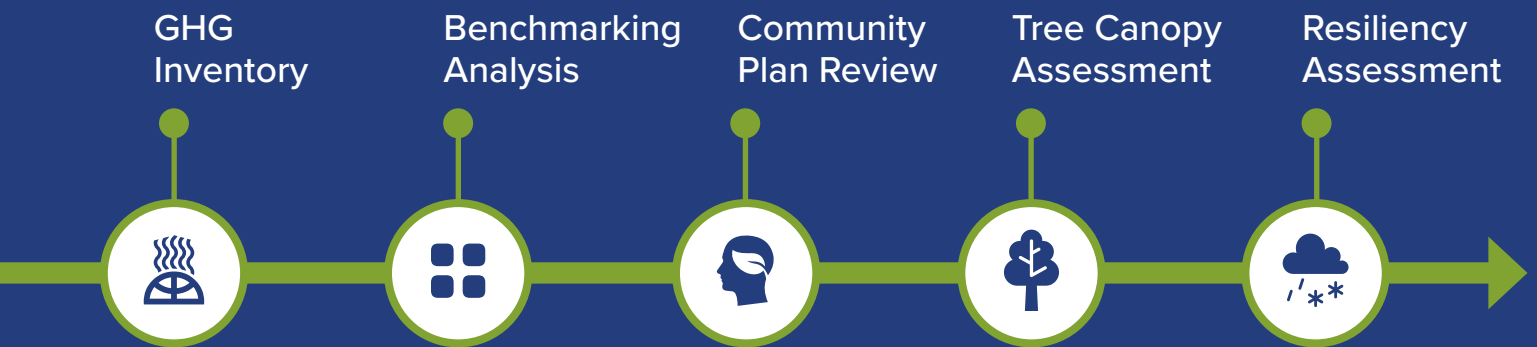 GHG
Inventory
Benchmarking
Analysis
Community
Plan Review
Tree Canopy
Assessment
Resiliency
Assessment